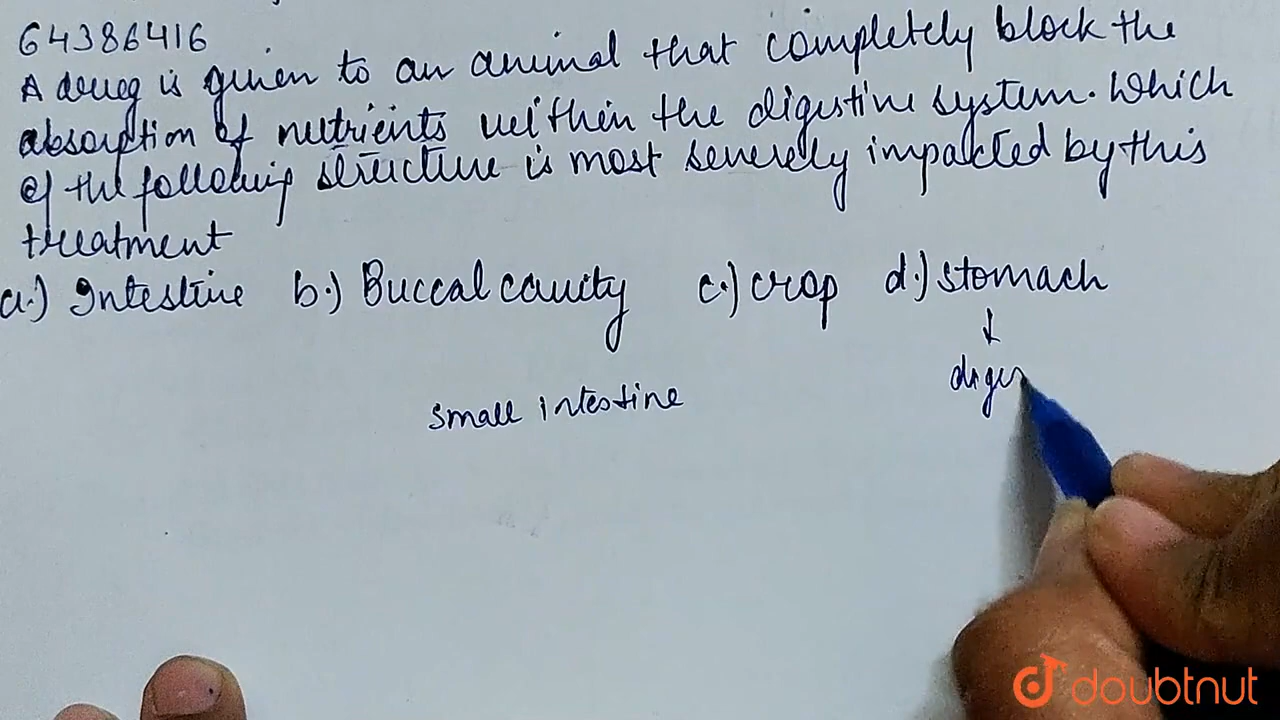 64386416
A drug is given to an animal that completely block the
absorption of nutrients within the digestive system. Which
of the following structure is most severely impacted by this
treatment
a.) Intestine b.) Buccal cavity c.) crop d.) stomach
diges
small intestine
doubtnut